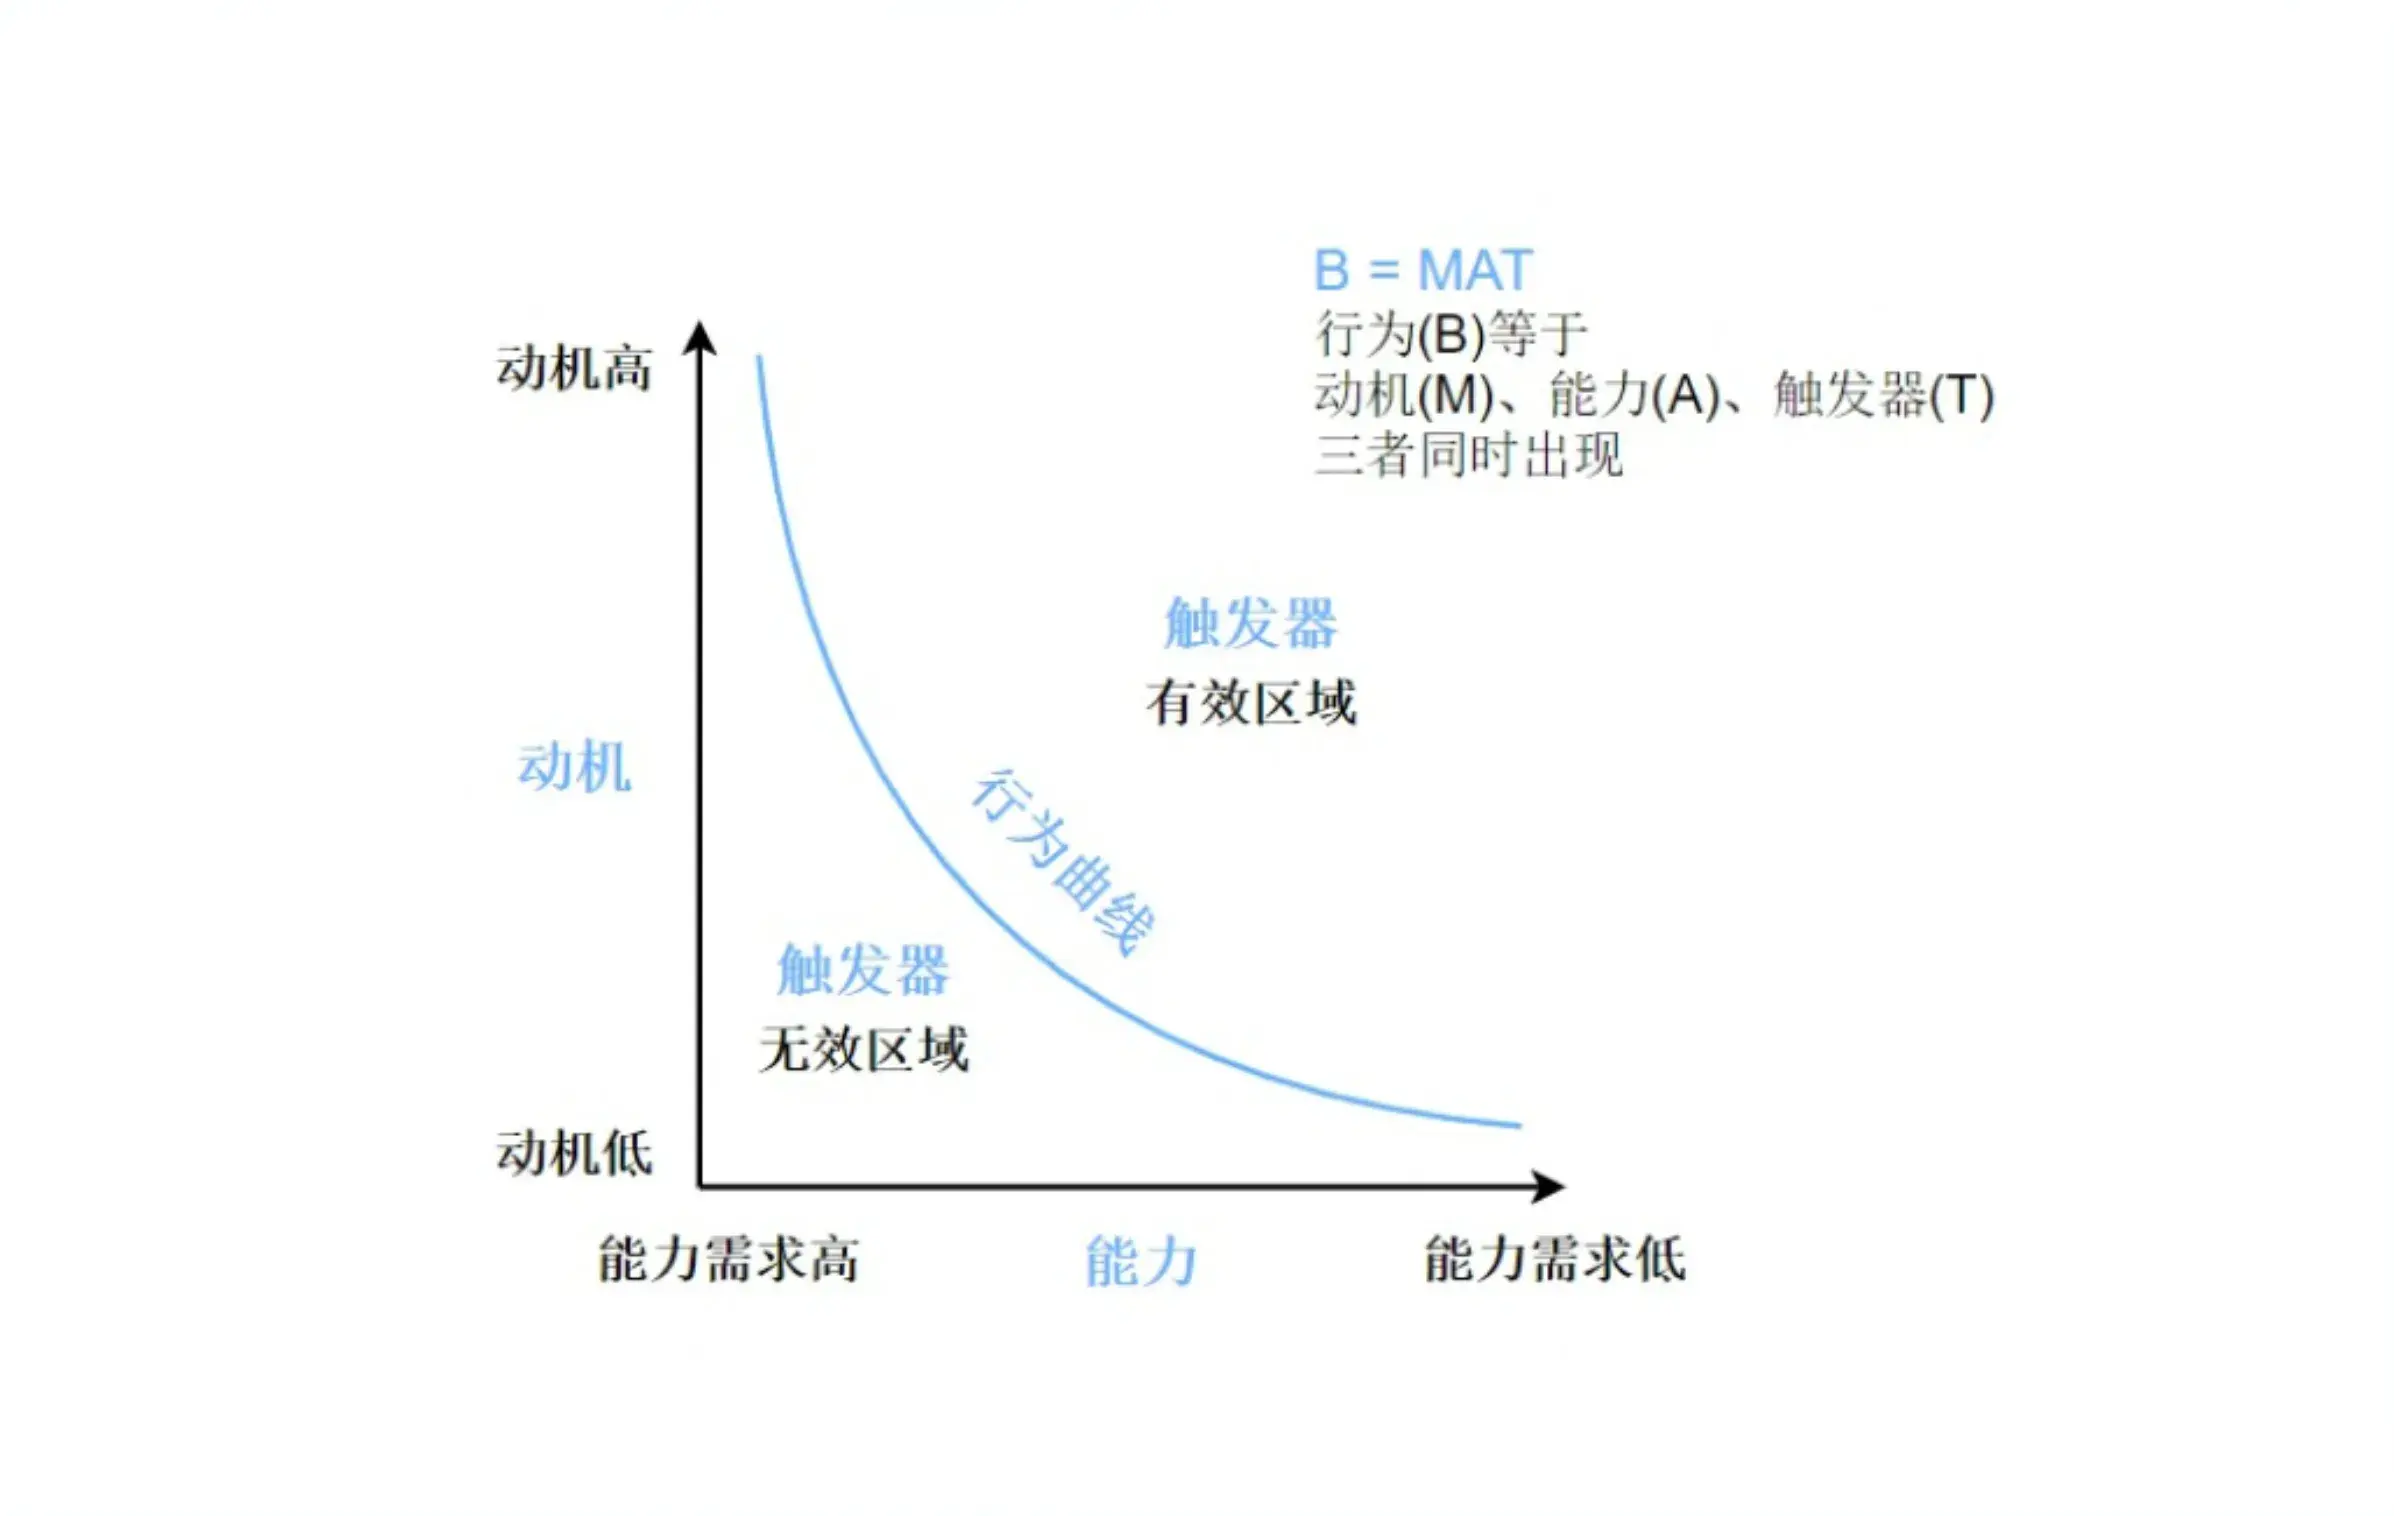 B = MAT
行为(B)等于
动机(M)、能力(A)、触发器(T)
三者同时出现
动机高
触发器
有效区域
动机
行为曲线
触发器
无效区域
动机低
能力需求高
能力
能力需求低